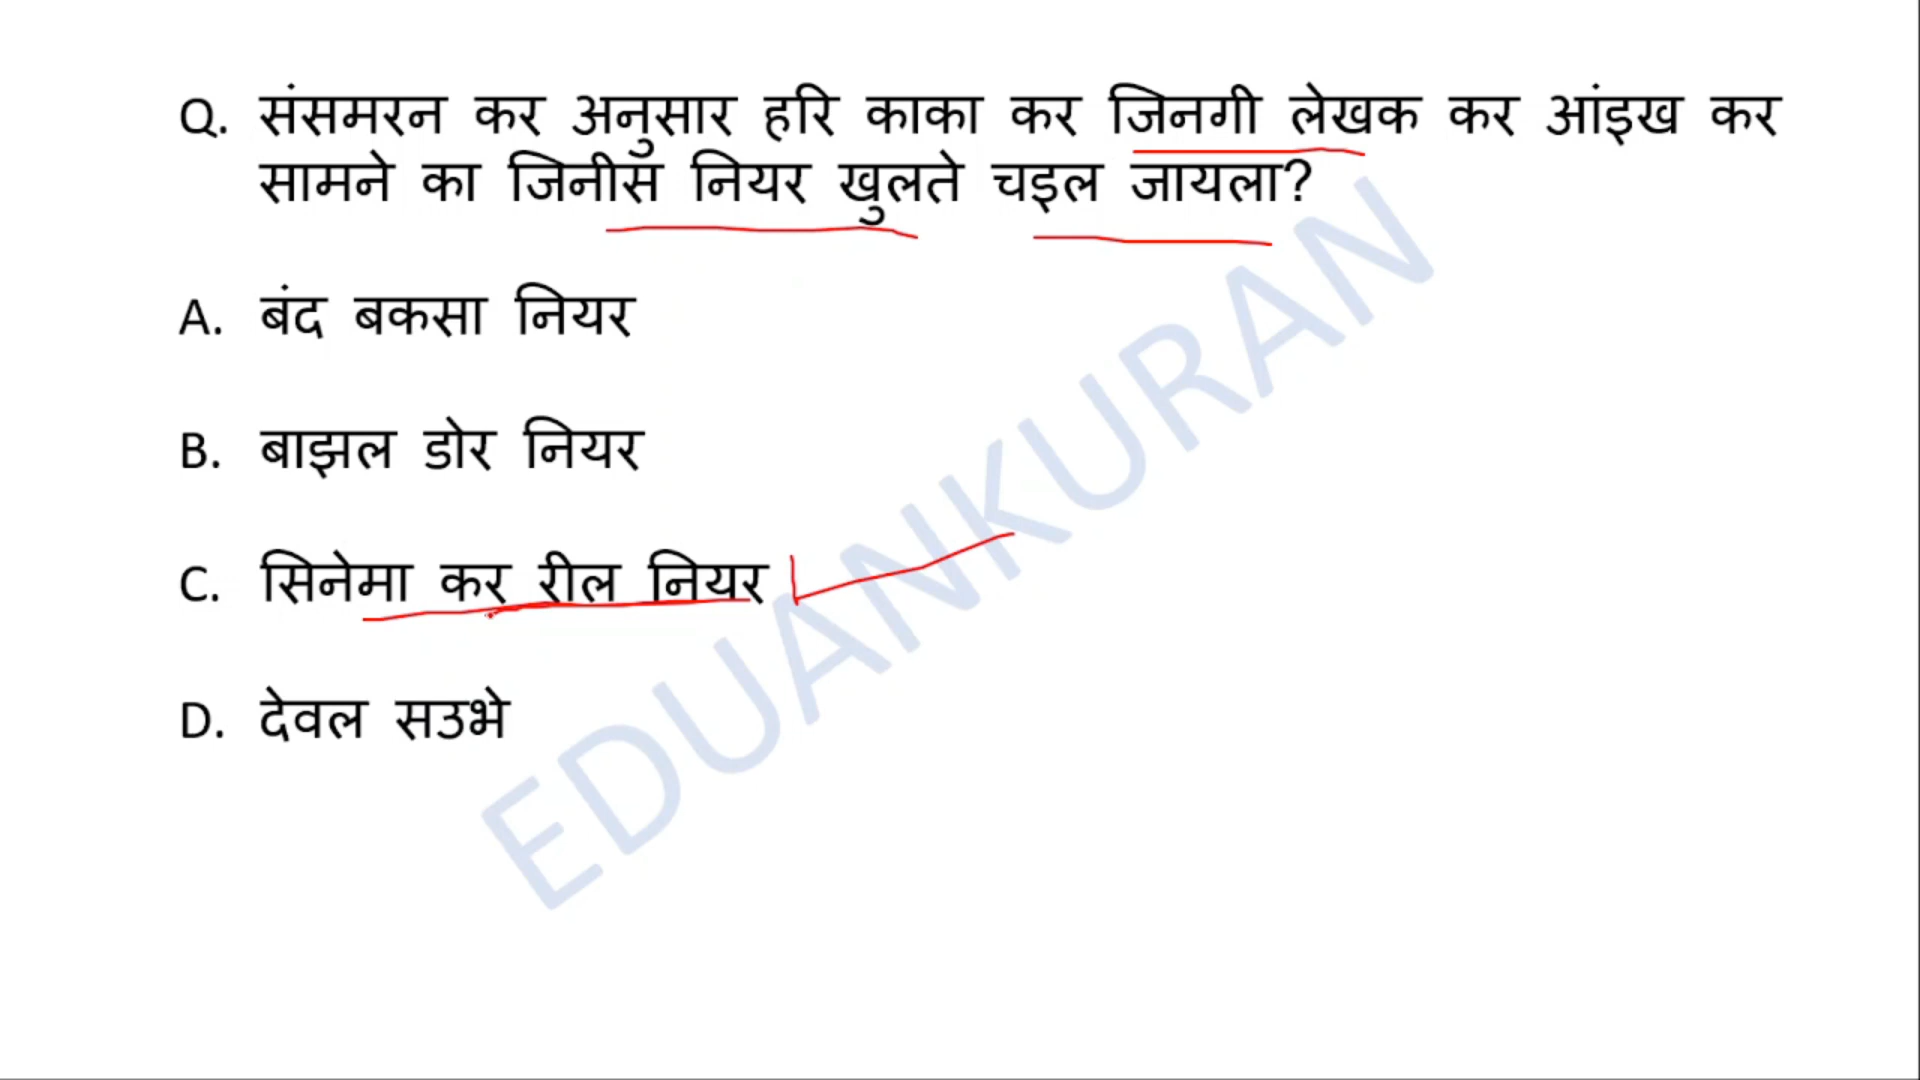 Q. संसमरन कर अनुसार हरि काका कर जिनगी लेखक कर आंइख कर
सामने का जिनीस नियर खुलते चइल जायला?
A. बंद बकसा नियर
B. बाझल डोर नियर
C. सिनेमा कर रील नियर
D. देवल सउभे
EDUANKURAN